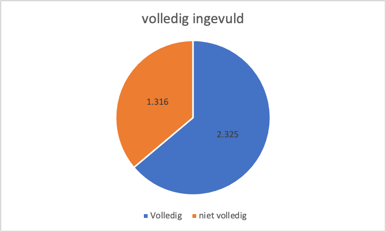 volledig ingevuld
1.316
2.325
Volledig
niet volledig